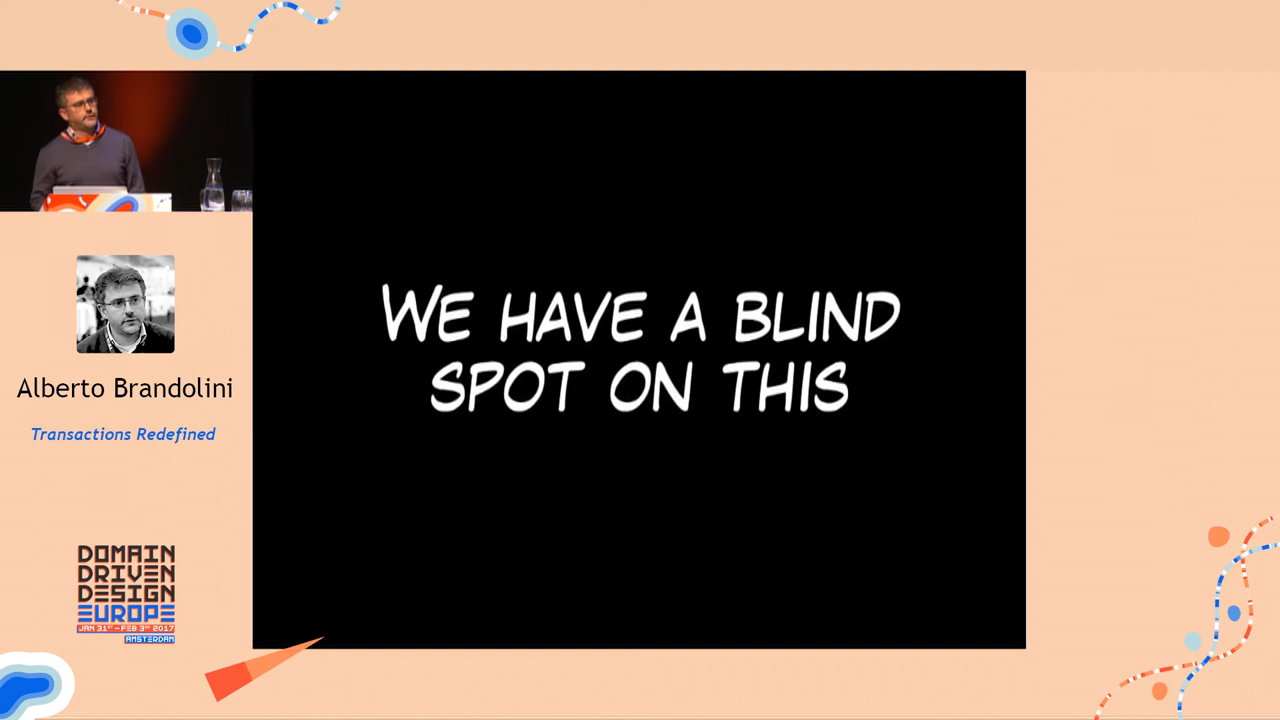 WE HAVE A BLIND
SPOT ON THIS
Alberto Brandolini
Transactions Redefined
DOMAIN
DRIVEN
DESIGN
EUROPE
JAN 31ST - FEB 3RD 2017
AMSTERDAM